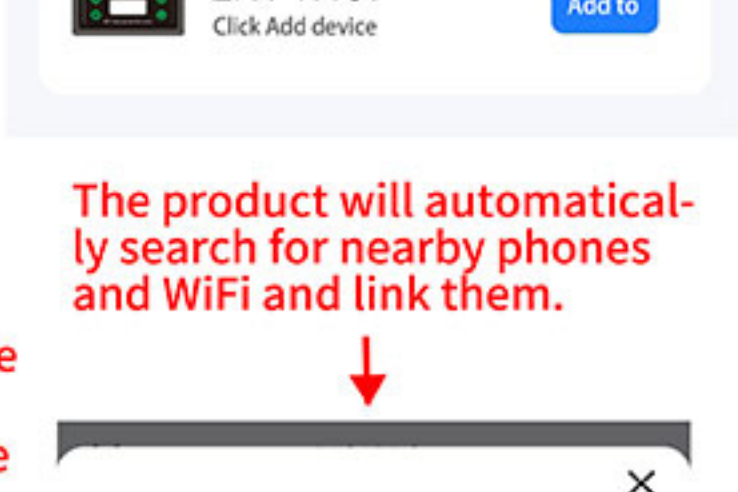 Click Add device
Add to
The product will automatical-
ly search for nearby phones
and WiFi and link them.
e
e